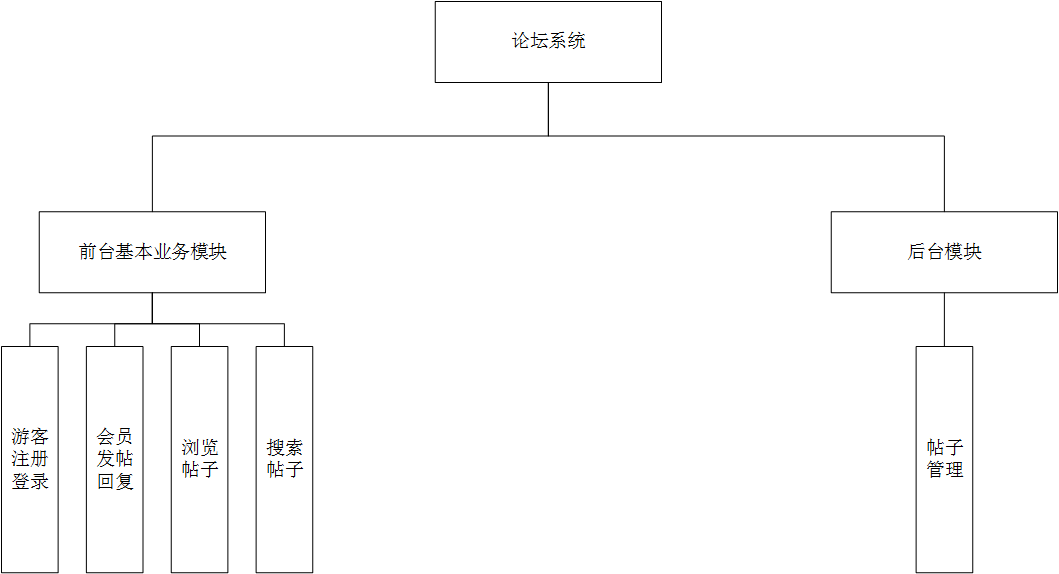 论坛系统
前台基本业务模块
后台模块
游客
注册
登录
会员
发帖
回复
浏览
帖子
搜索
帖子
帖子
管理